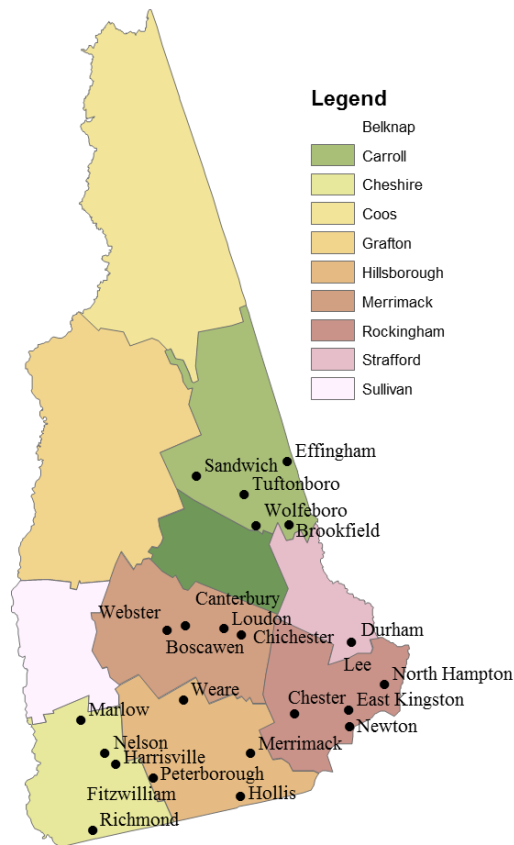 Legend
Belknap
Carroll
Cheshire
Coos
Grafton
Hillsborough
Merrimack
Rockingham
Strafford
Sullivan
Effingham
Sandwich
Tuftonboro
Wolfeboro
Brookfield
Canterbury
Webster
Loudon
Durham
Chichester
Boscawen
Lee
North Hampton
Weare
Chester
East Kingston
Marlow
Newton
Nelson
Merrimack
Harrisville
Peterborough
Fitzwilliam
Hollis
Richmond